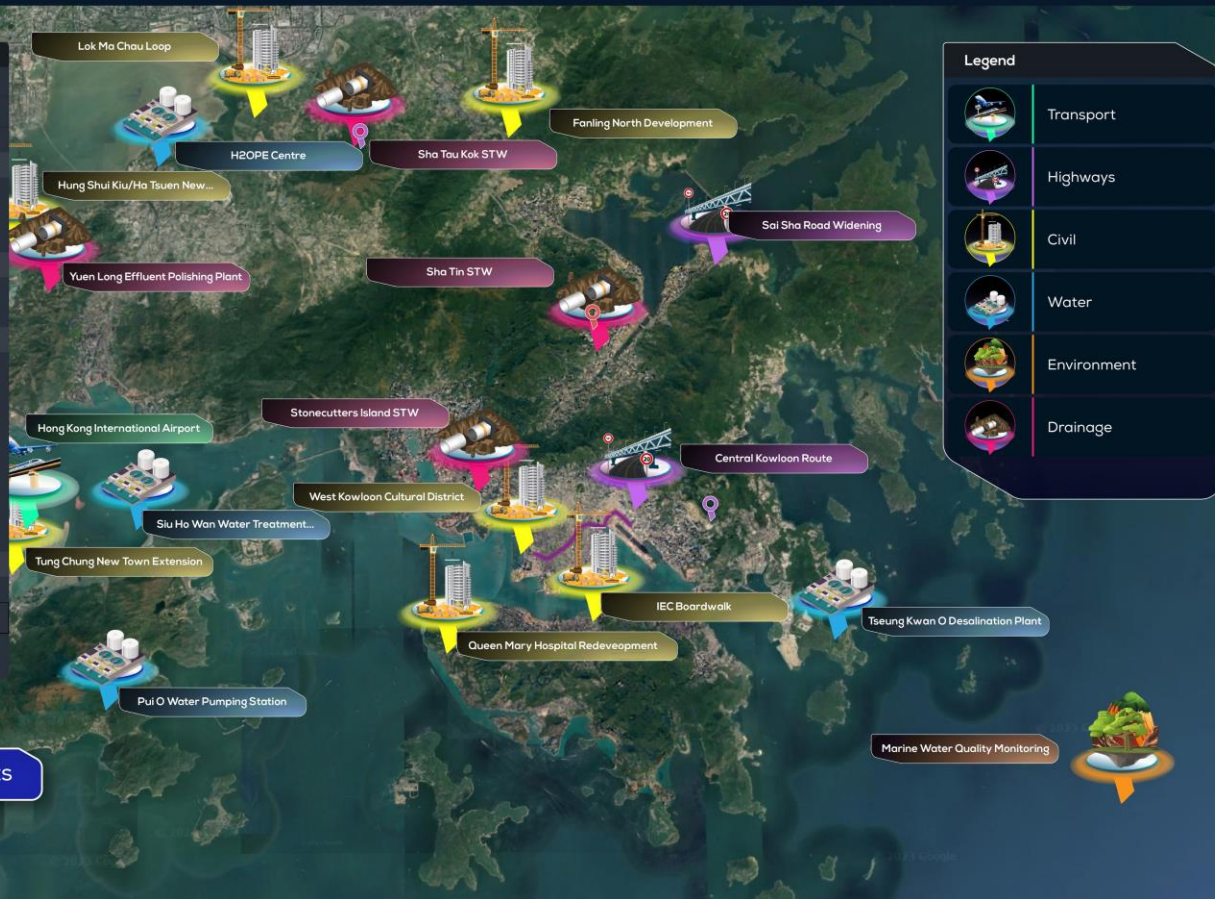 Lok Ma Chau Loop
Legend
Transport
Fanling North Development
H2OPE Centre
Sha Tau Kok STW
Highways
Hung Shui Kiu/Ha Tsuen New...
Sai Sha Road Widening
Civil
Yuen Long Effluent Polishing Plant
Sha Tin STW
Water
Environment
Stonecutters Island STW
Hong Kong International Airport
Drainage
Central Kowloon Route
West Kowloon Cultural District
Siu Ho Wan Water Treatment...
Tung Chung New Town Extension
IEC Boardwalk
Tseung Kwan O Desalination Plant
Queen Mary Hospital Redeveopment
Pui O Water Pumping Station
Marine Water Quality Monitoring
© 2023 Google